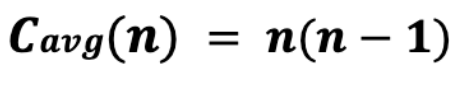 Cavg(n) = n(n − 1)